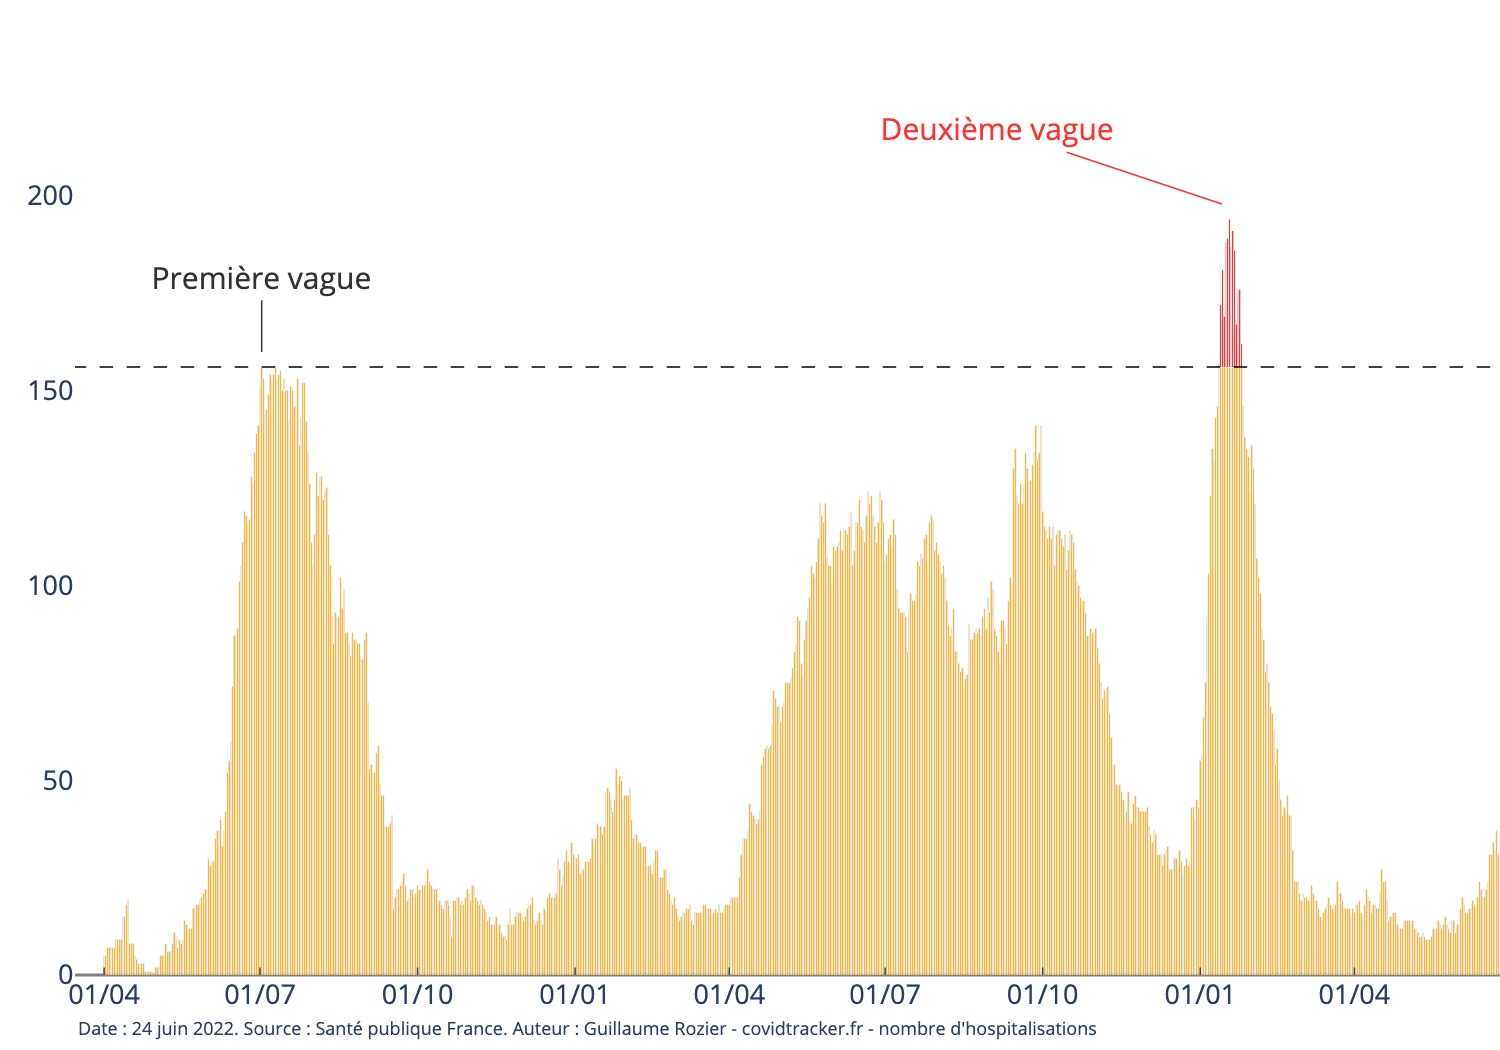 Deuxième vague
200
Première vague
150
100
50
0
01/04 01/07 01/10 01/01 01/04 01/07 01/10 01/01 01/04
Date : 24 juin 2022. Source : Santé publique France. Auteur : Guillaume Rozier - covidtracker.fr - nombre d'hospitalisations